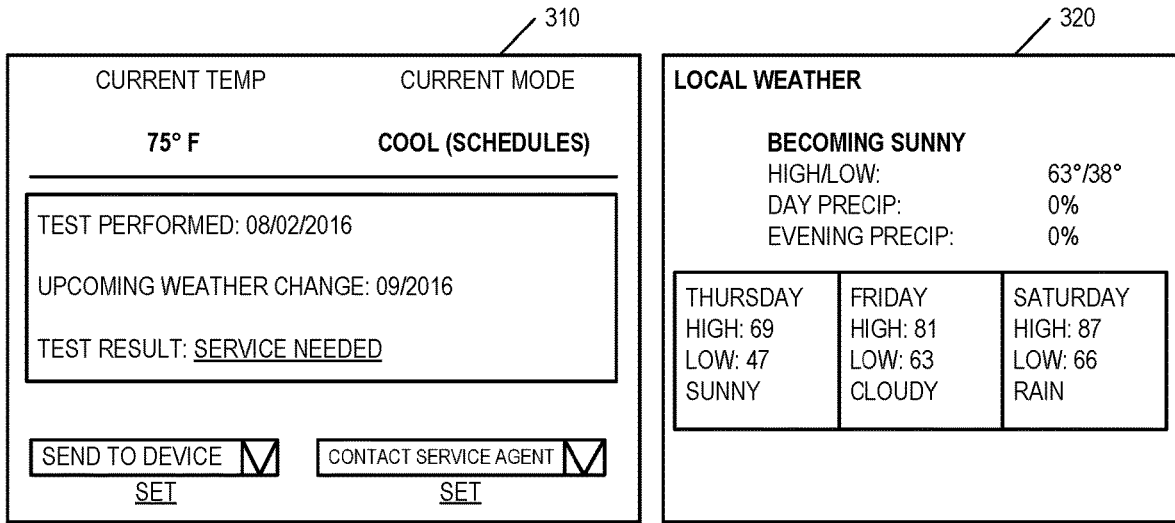 310
CURRENT TEMP CURRENT MODE
75° F COOL (SCHEDULES)
TEST PERFORMED: 08/02/2016
UPCOMING WEATHER CHANGE: 09/2016
TEST RESULT: SERVICE NEEDED
SEND TO DEVICE CONTACT SERVICE AGENT
SET SET
320
LOCAL WEATHER
BECOMING SUNNY
HIGH/LOW: 63°/38°
DAY PRECIP: 0%
EVENING PRECIP: 0%
THURSDAY
HIGH: 69
LOW: 47
SUNNY
FRIDAY
HIGH: 81
LOW: 63
CLOUDY
SATURDAY
HIGH: 87
LOW: 66
RAIN